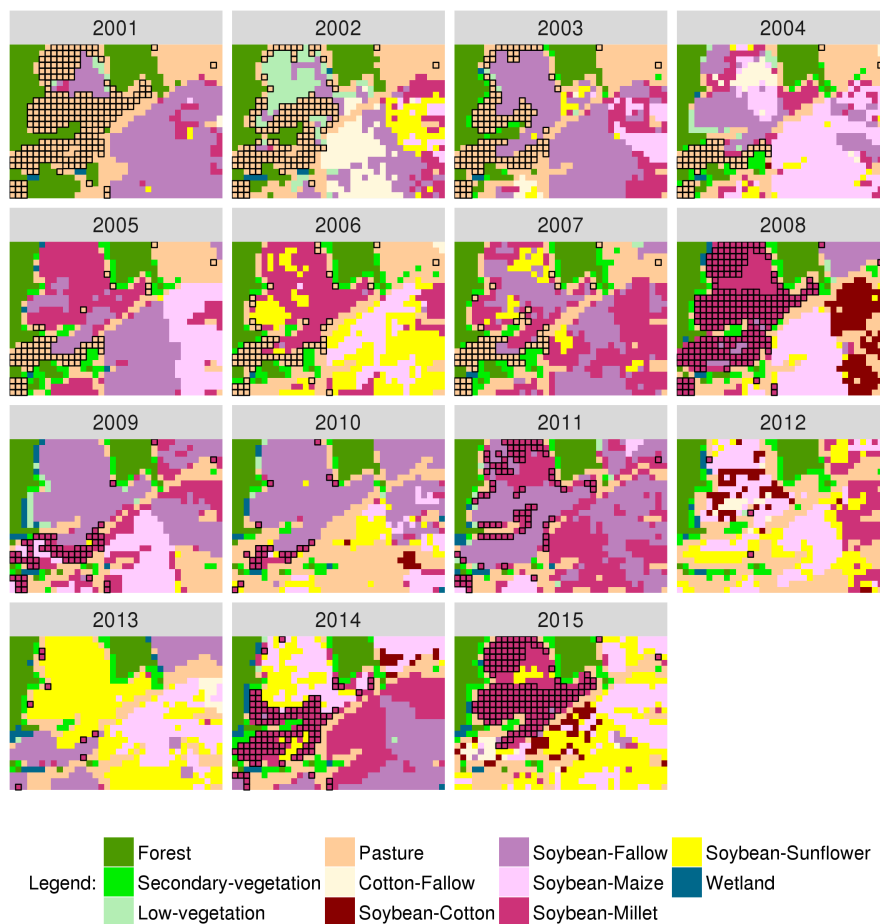 2001 2002 2003 2004
2005 2006 2007 2008
2009 2010 2011 2012
2013 2014 2015
Forest Pasture Soybean-Fallow Soybean-Sunflower
Legend: Secondary-vegetation Cotton-Fallow Soybean-Maize Wetland
Low-vegetation Soybean-Cotton Soybean-Millet